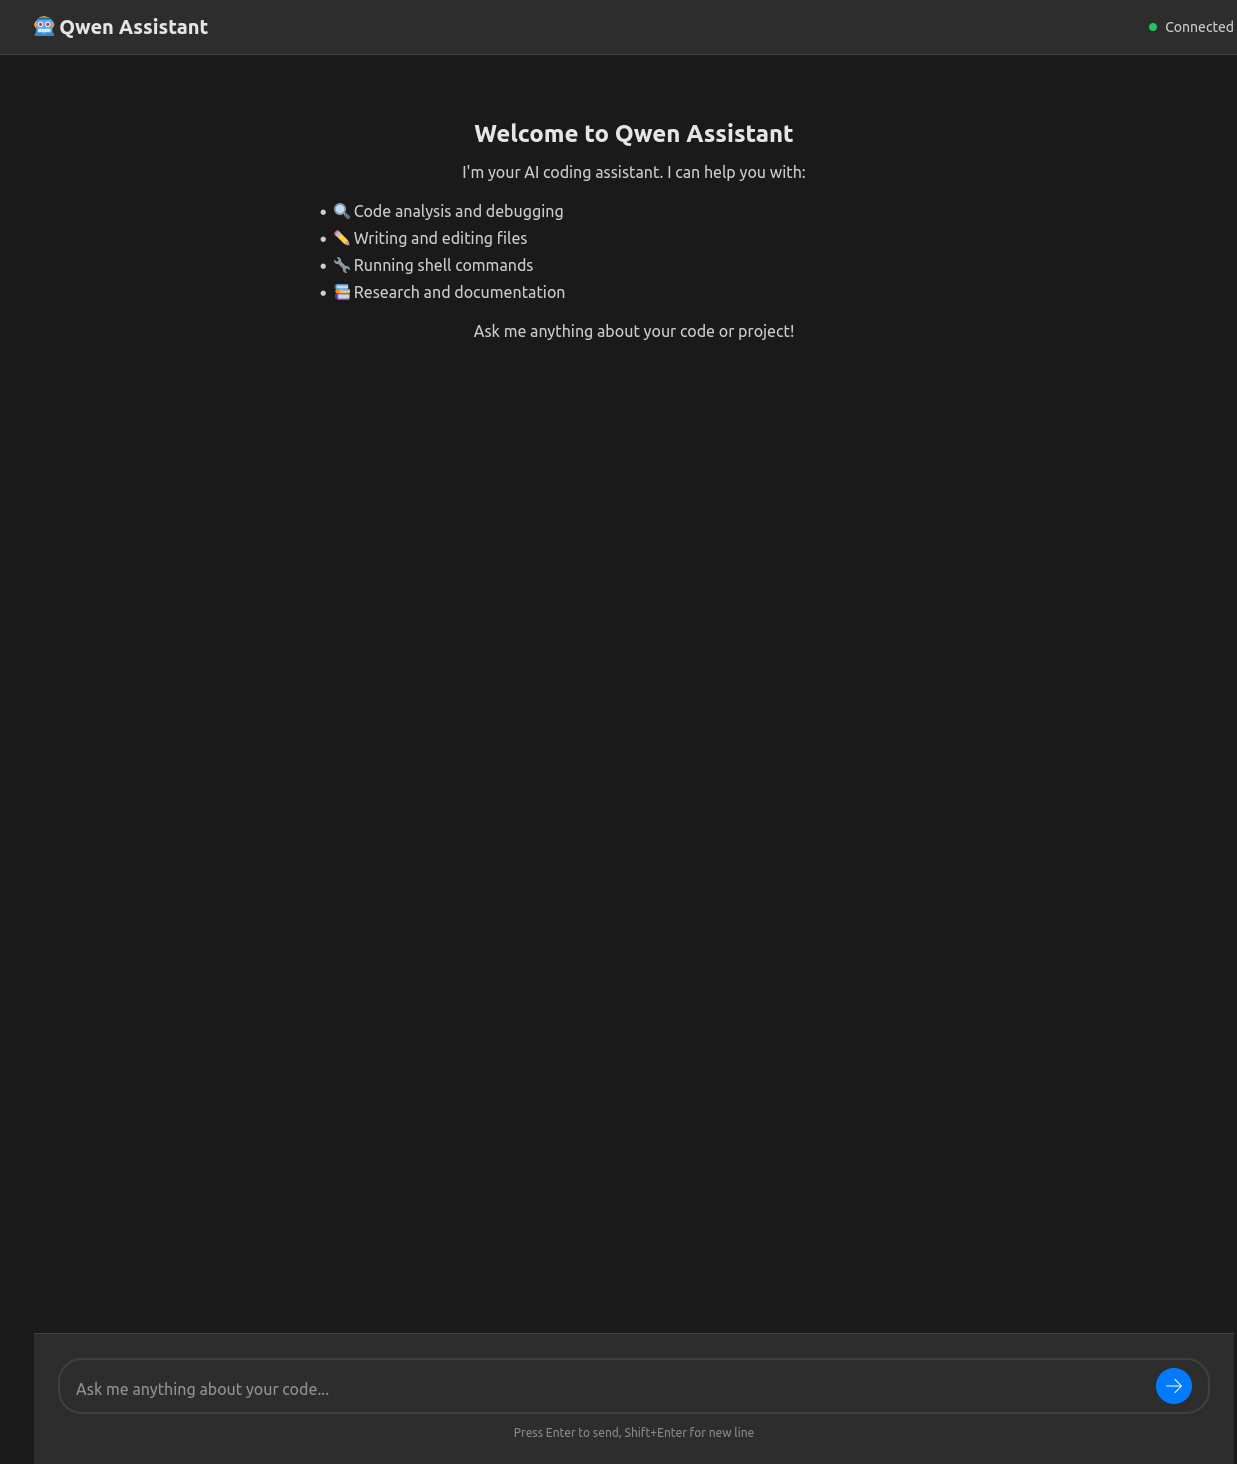 Qwen Assistant
Connected
Welcome to Qwen Assistant
I'm your AI coding assistant. I can help you with:
• 🔍 Code analysis and debugging
• ✏️ Writing and editing files
• 🔧 Running shell commands
• 📚 Research and documentation
Ask me anything about your code or project!
Ask me anything about your code...
Press Enter to send, Shift+Enter for new line